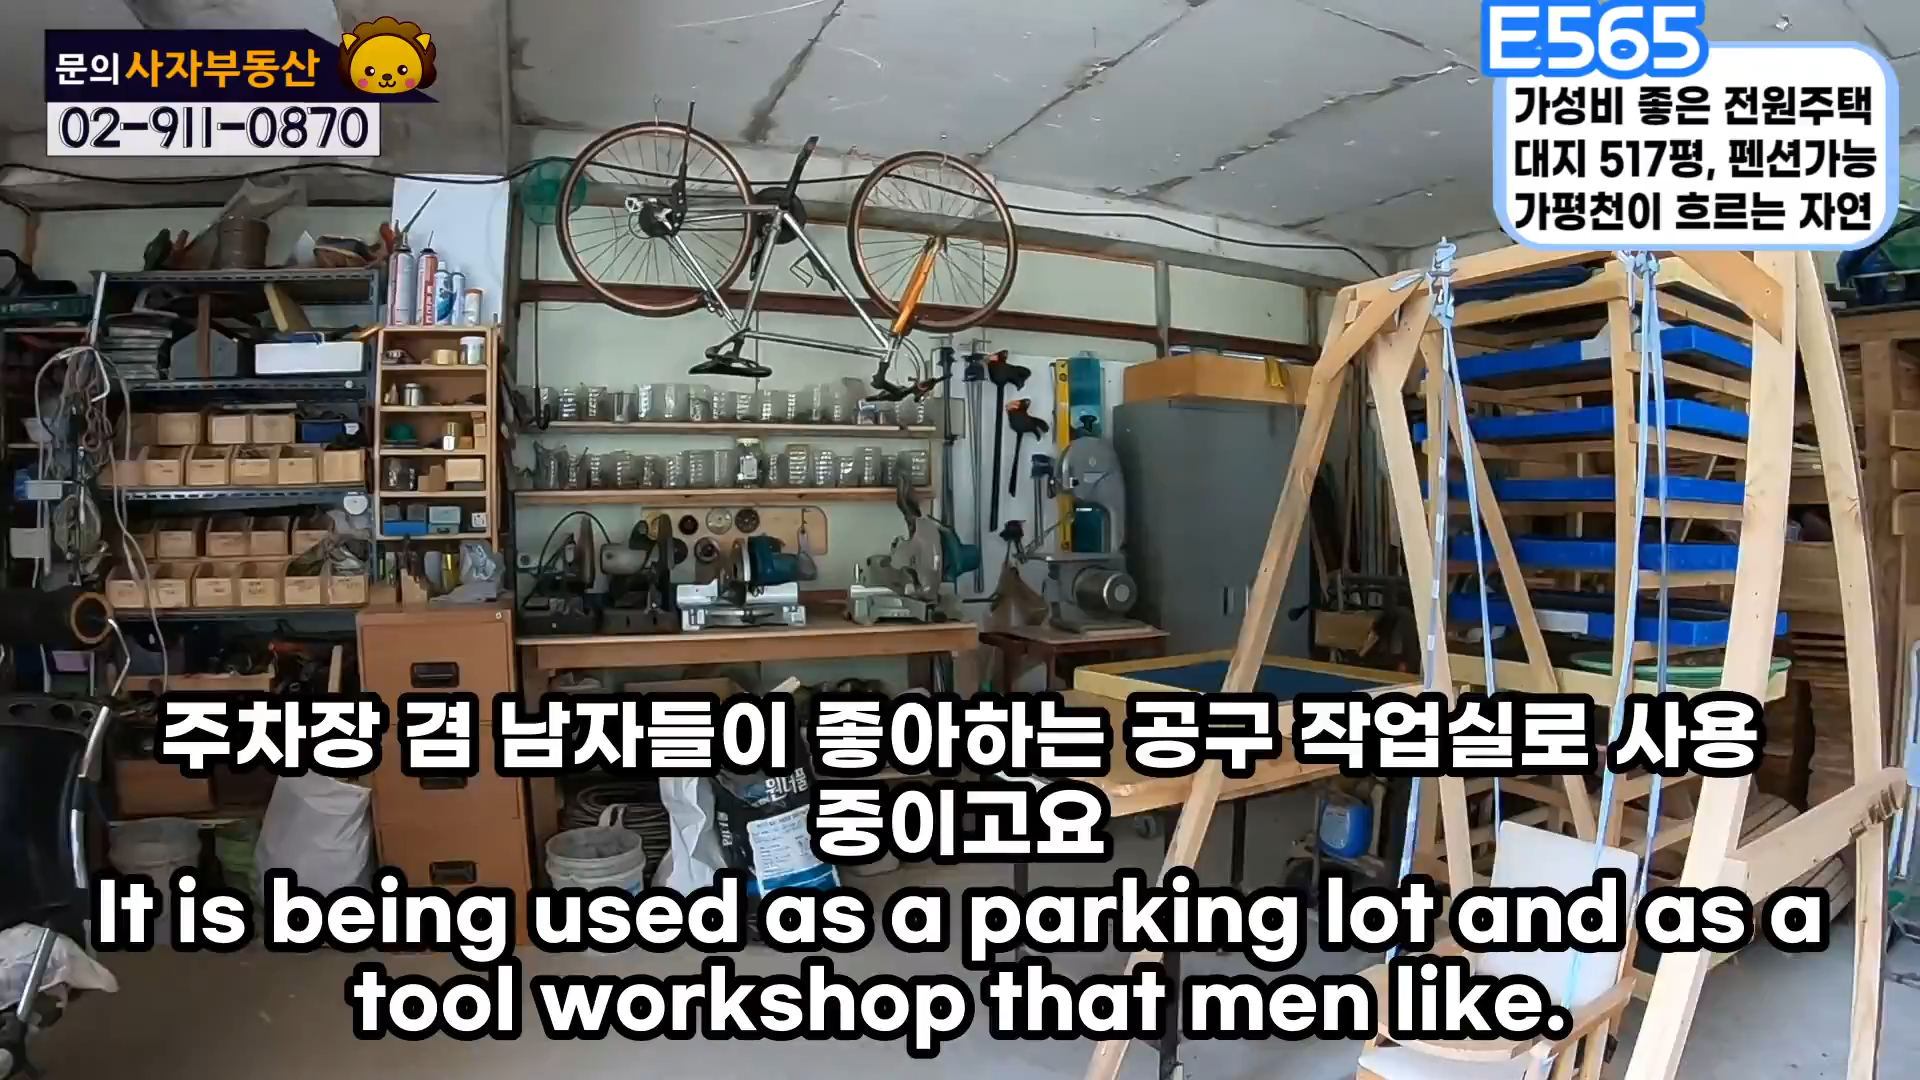 문의 사자부동산
02-911-0870
E565
가성비 좋은 전원주택
대지 517평, 펜션가능
가평천이 흐르는 자연
주차장 겸 남자들이 좋아하는 공구 작업실로 사용
중이고요
It is being used as a parking lot and as a
tool workshop that men like.